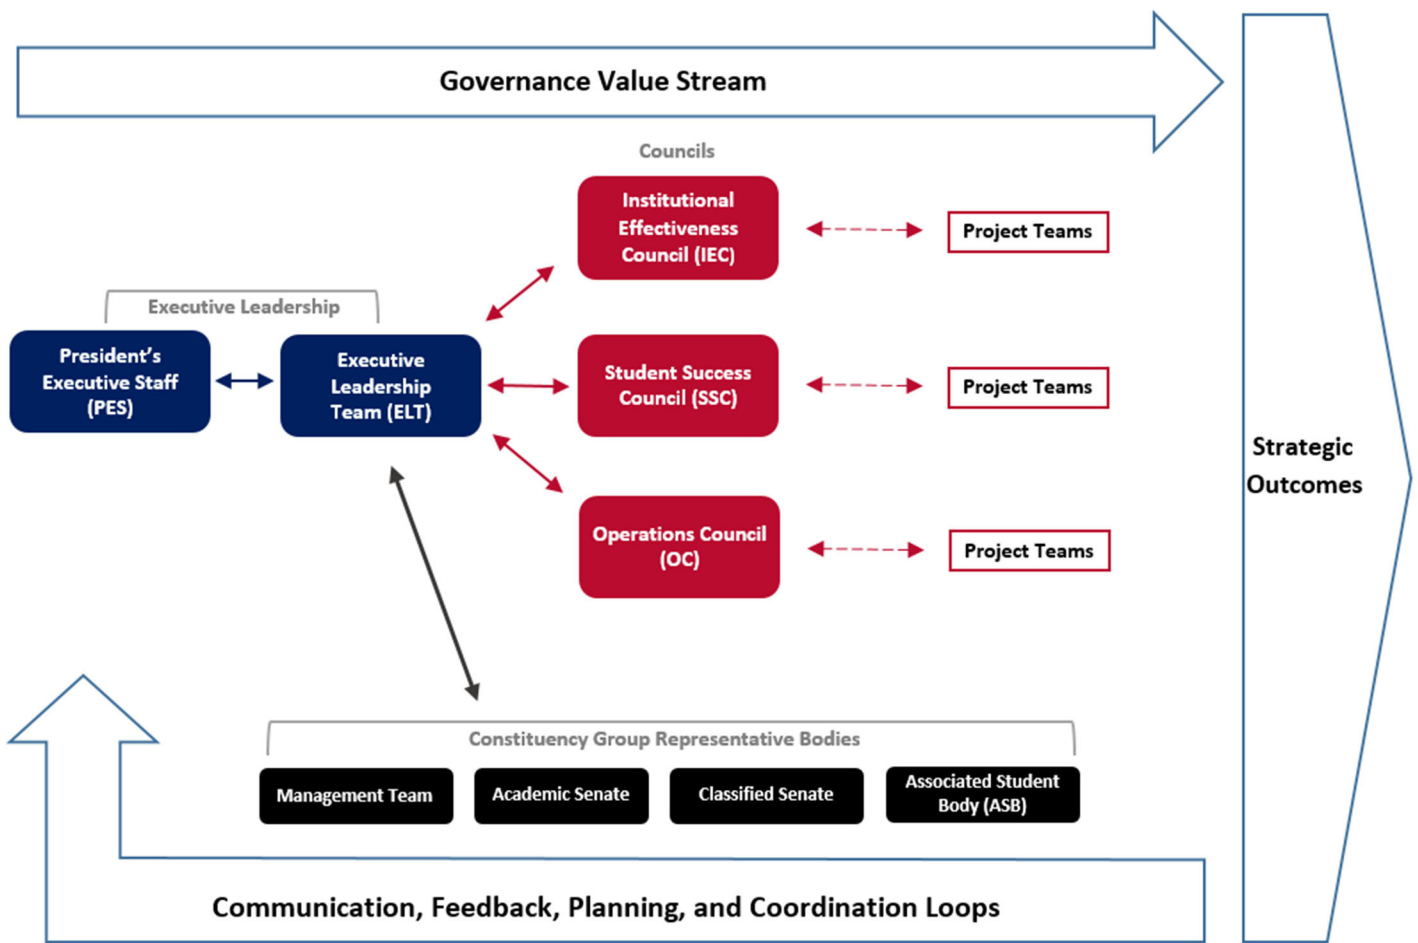 Governance Value Stream
Councils
Institutional
Effectiveness
Council (IEC)
Project Teams
Executive Leadership
President’s
Executive Staff
(PES)
Executive
Leadership
Team (ELT)
Student Success
Council (SSC)
Project Teams
Strategic
Outcomes
Operations Council
(OC)
Project Teams
Constituency Group Representative Bodies
Management Team
Academic Senate
Classified Senate
Associated Student
Body (ASB)
Communication, Feedback, Planning, and Coordination Loops